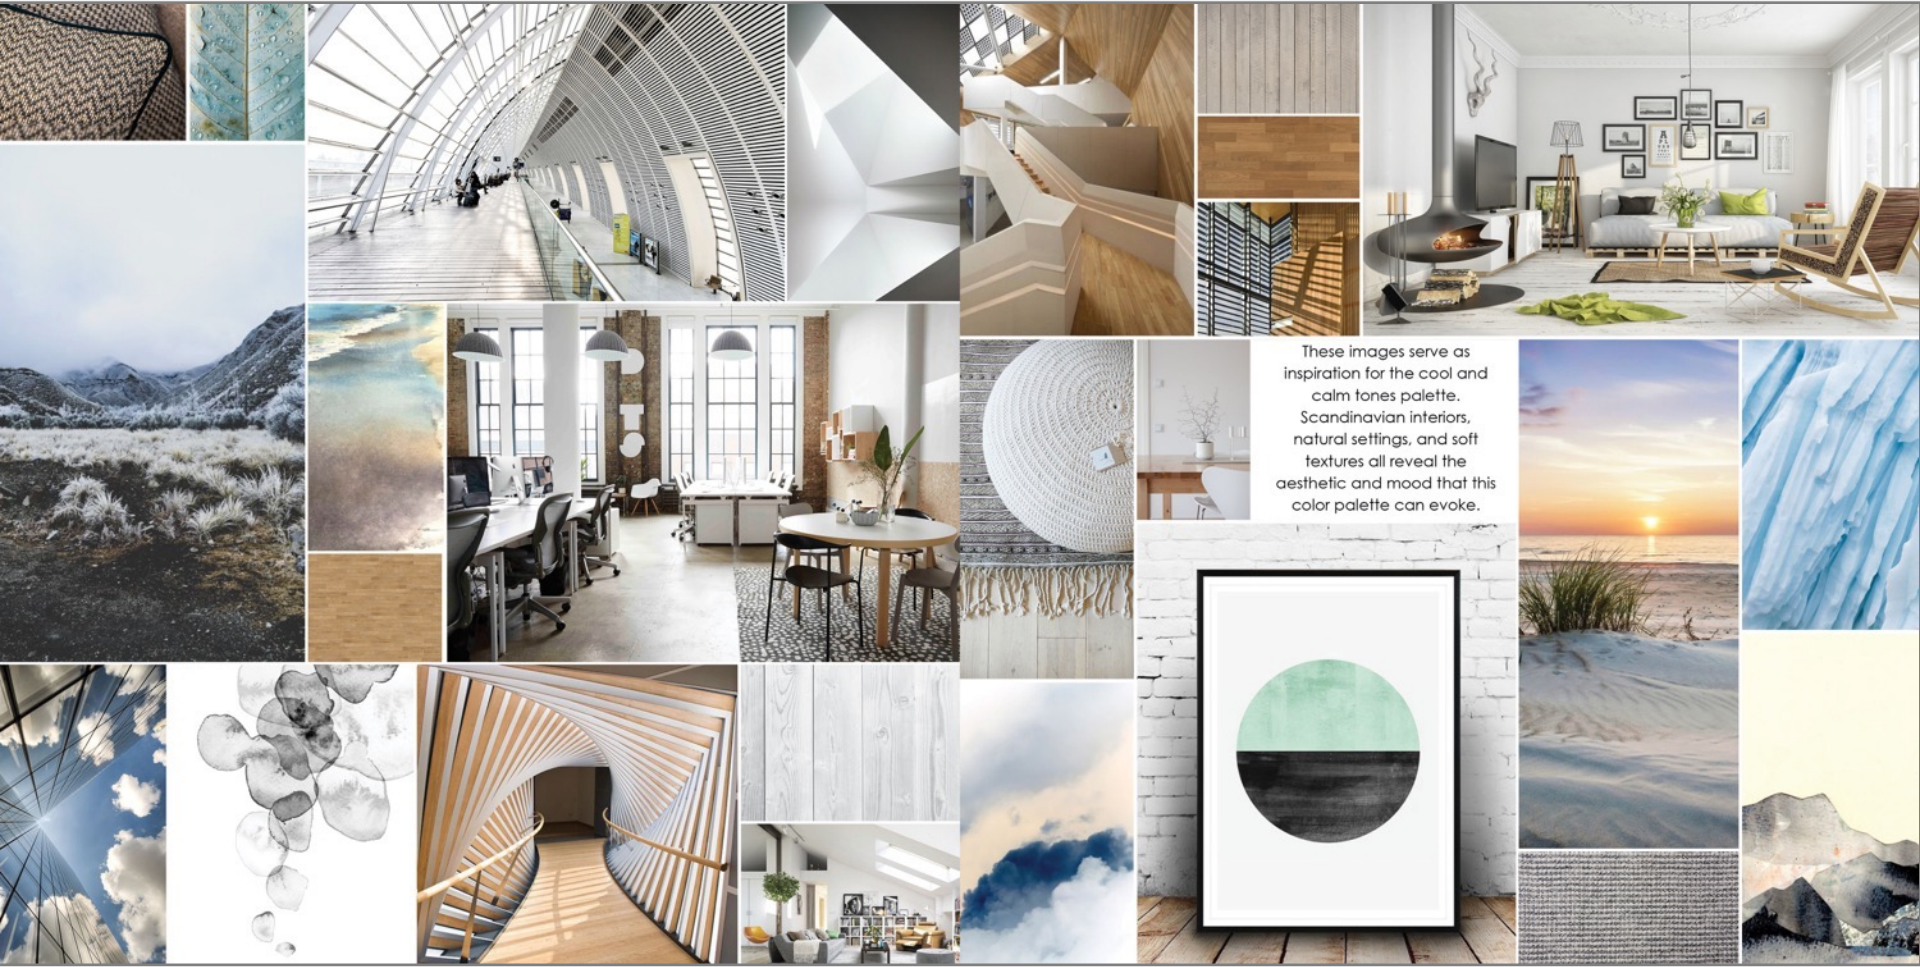 These images serve as
inspiration for the cool and
calm tones palette.
Scandinavian interiors,
natural settings, and soft
textures all reveal the
aesthetic and mood that this
color palette can evoke.